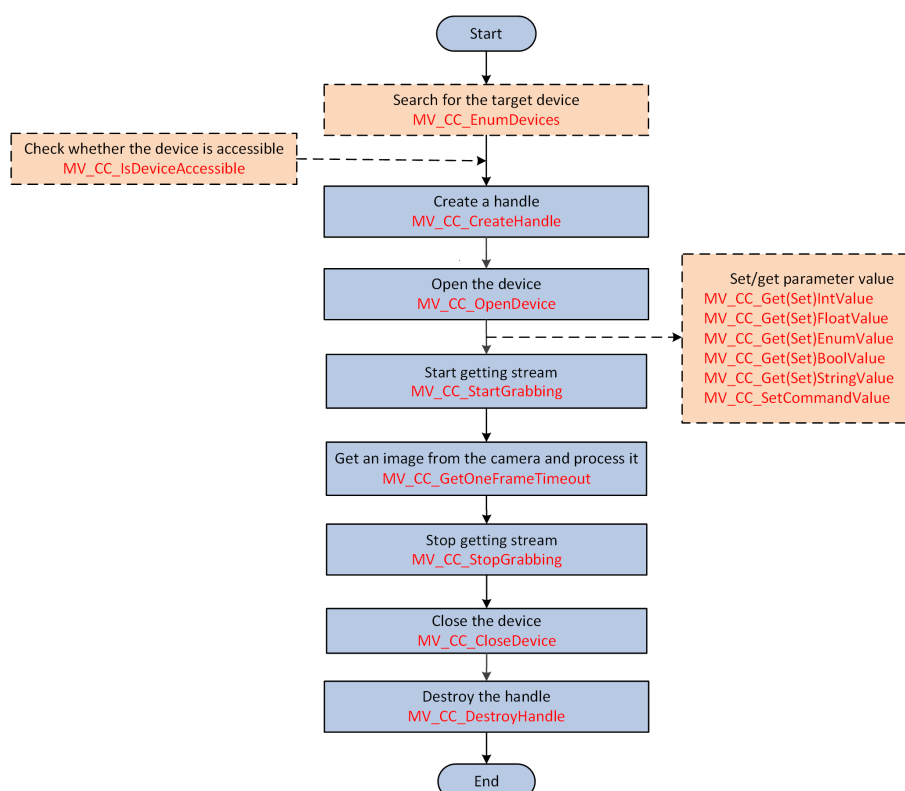 Start
Search for the target device
MV_CC_EnumDevices
Check whether the device is accessible
MV_CC_IsDeviceAccessible
Create a handle
MV_CC_CreateHandle
Open the device
MV_CC_OpenDevice
Set/get parameter value
MV_CC_Get(Set)IntValue
MV_CC_Get(Set)FloatValue
MV_CC_Get(Set)EnumValue
MV_CC_Get(Set)BoolValue
MV_CC_Get(Set)StringValue
MV_CC_SetCommandValue
Start getting stream
MV_CC_StartGrabbing
Get an image from the camera and process it
MV_CC_GetOneFrameTimeout
Stop getting stream
MV_CC_StopGrabbing
Close the device
MV_CC_CloseDevice
Destroy the handle
MV_CC_DestroyHandle
End